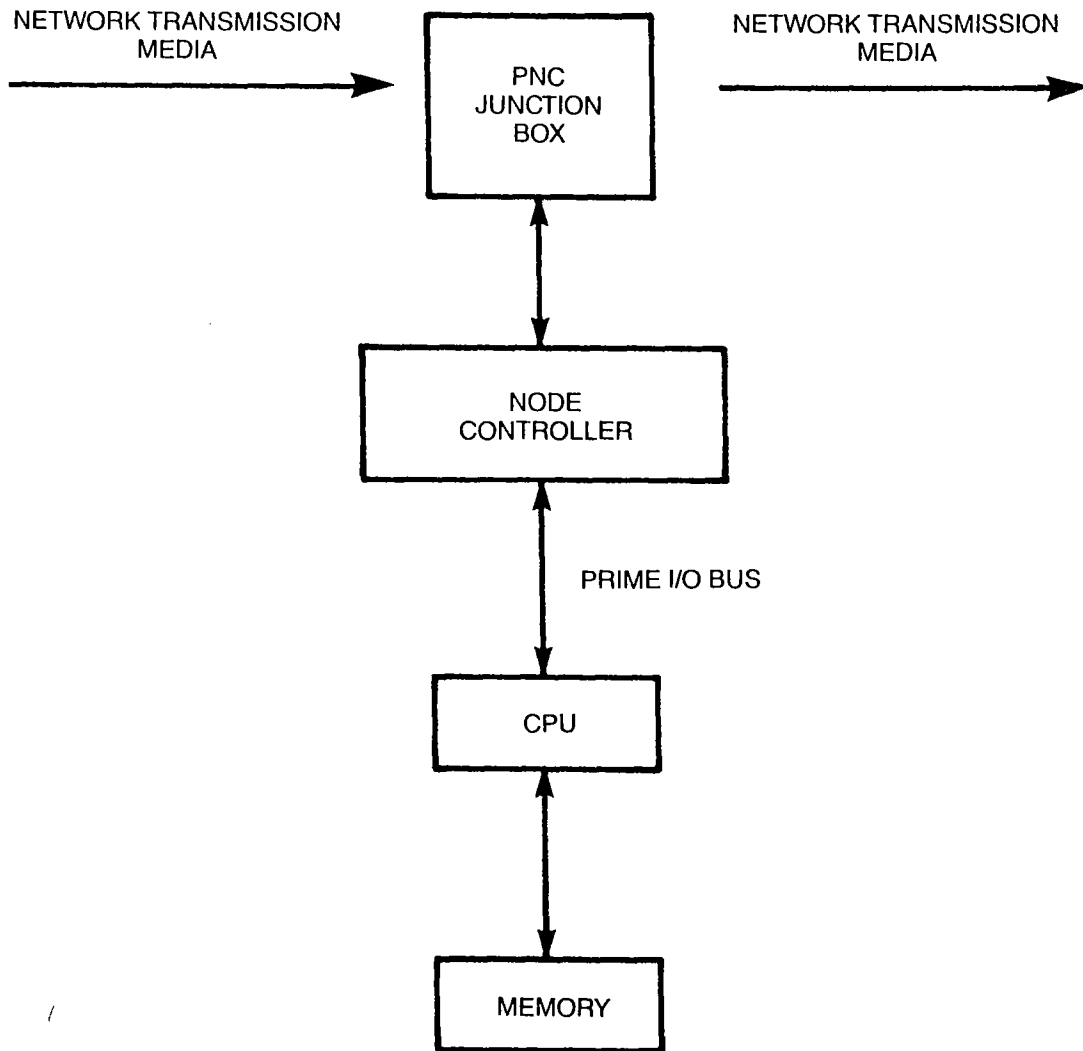 NETWORK TRANSMISSION
MEDIA
NETWORK TRANSMISSION
MEDIA
PNC
JUNCTION
BOX
NODE
CONTROLLER
PRIME I/O BUS
CPU
MEMORY